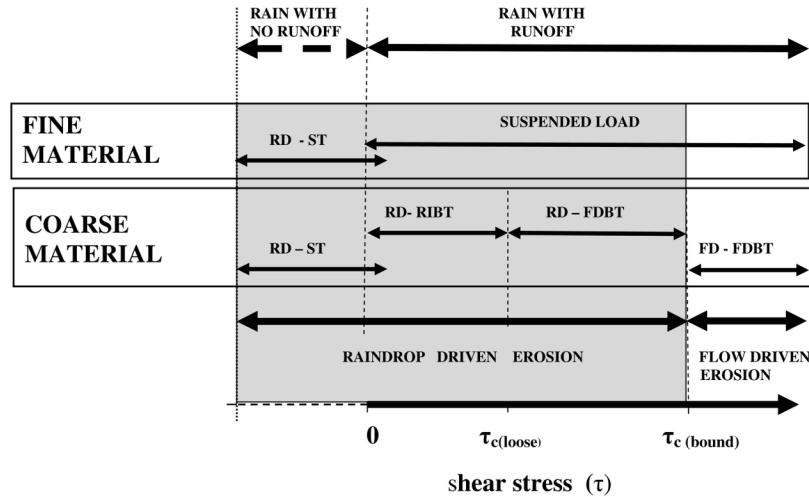 RAIN WITH
NO RUNOFF
RAIN WITH
RUNOFF
FINE
MATERIAL
RD - ST
SUSPENDED LOAD
COARSE
MATERIAL
RD – ST
RD- RIBT
RD – FDBT
FD - FDBT
RAINDROP DRIVEN EROSION
FLOW DRIVEN
EROSION
0
τc(loose)
τc (bound)
shear stress (τ)